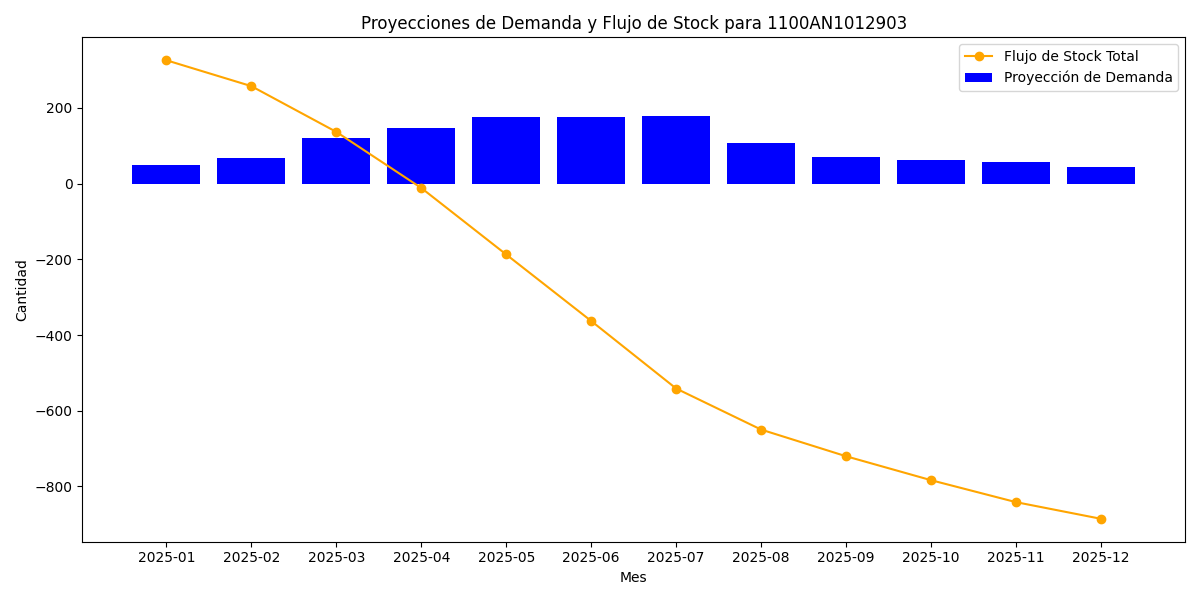 Proyecciones de Demanda y Flujo de Stock para 1100AN1012903
Flujo de Stock Total
Proyección de Demanda
200
0
−200
−400
−600
−800
Cantidad
2025-01 2025-02 2025-03 2025-04 2025-05 2025-06 2025-07 2025-08 2025-09 2025-10 2025-11 2025-12
Mes